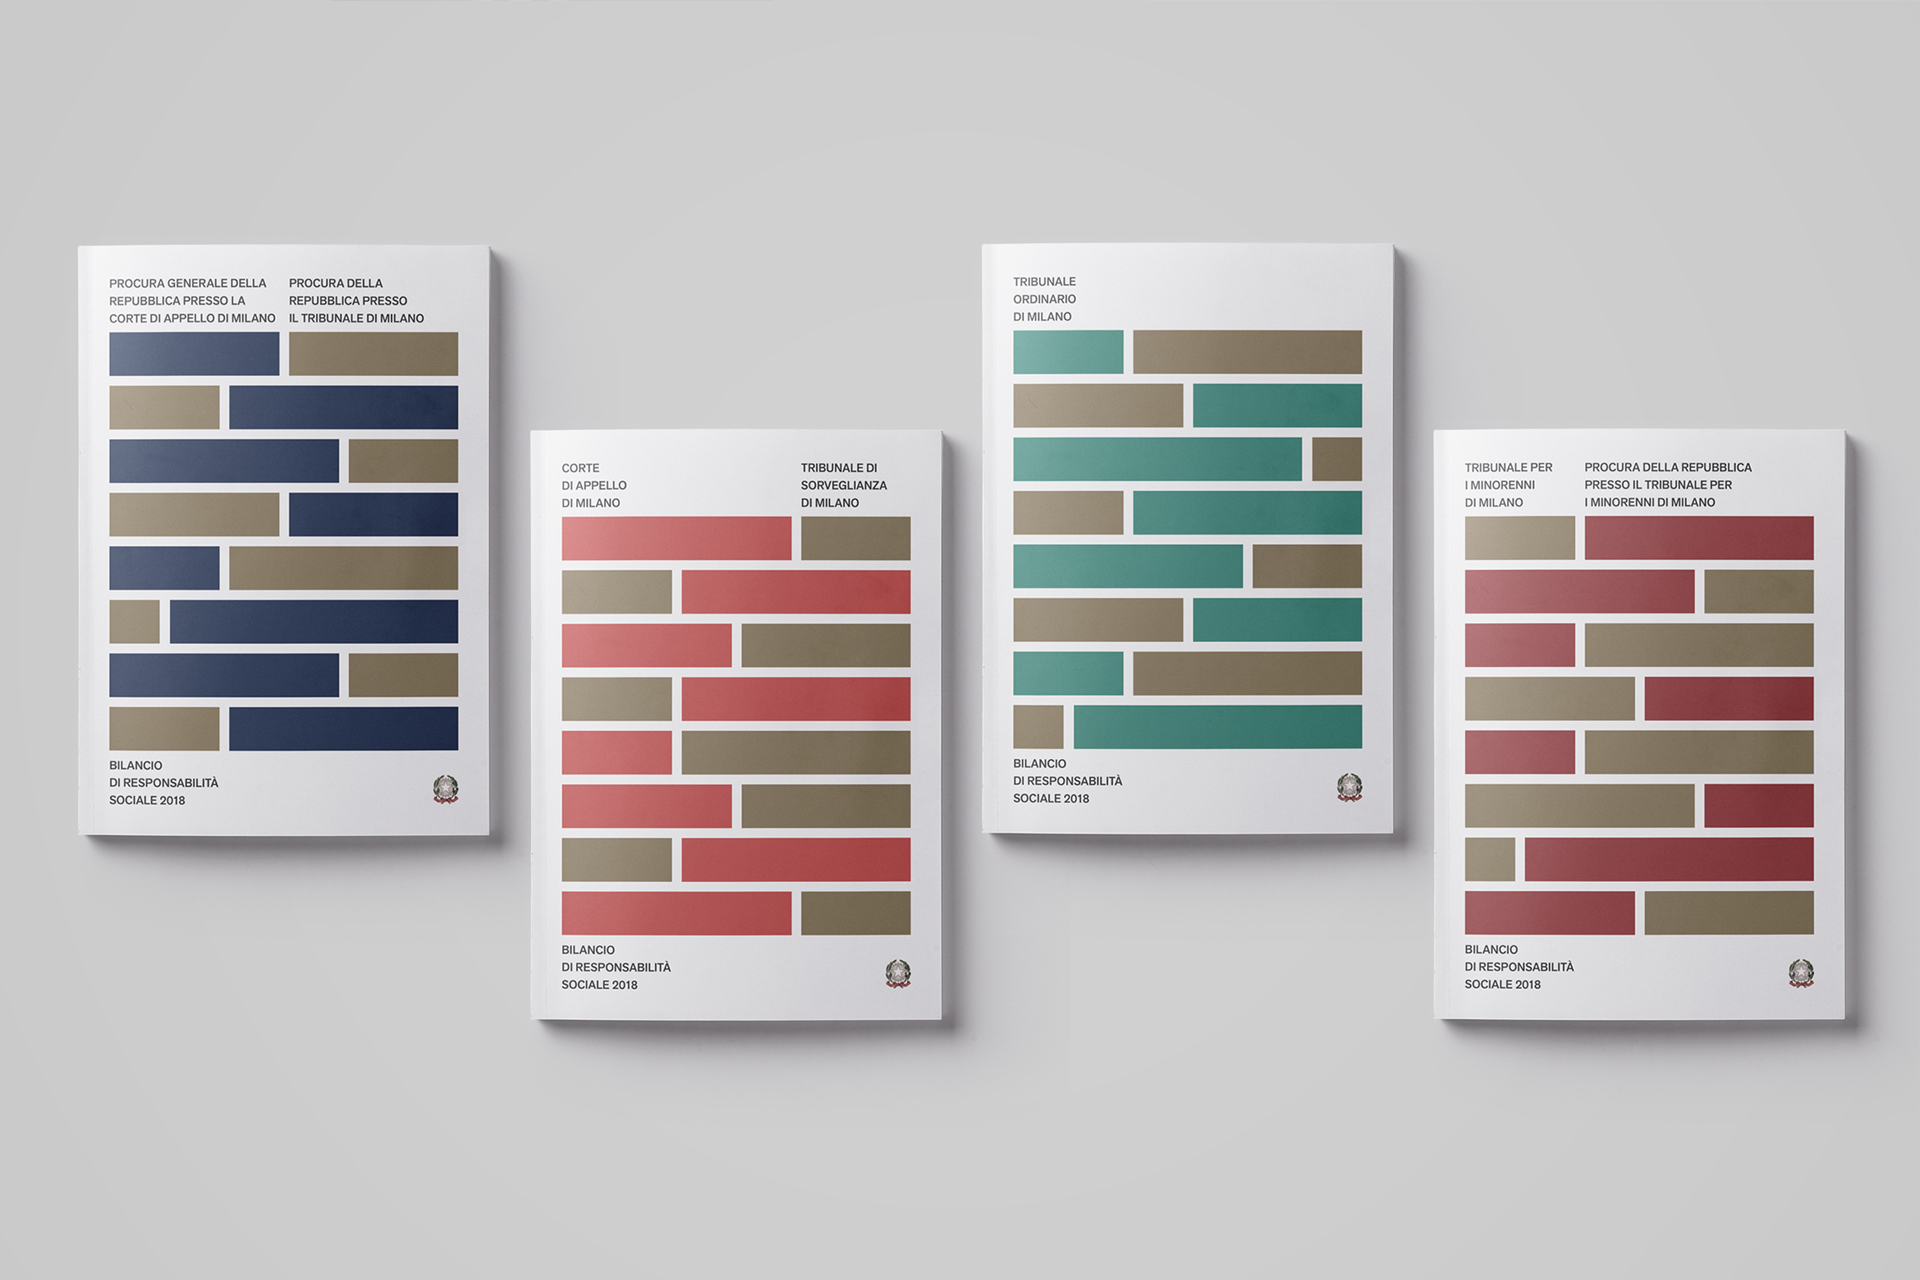 PROCURA GENERALE DELLA
REPUBBLICA PRESSO LA
CORTE DI APPELLO DI MILANO
PROCURA DELLA
REPUBBLICA PRESSO
IL TRIBUNALE DI MILANO
BILANCIO
DI RESPONSABILITÀ
SOCIALE 2018
CORTE
DI APPELLO
DI MILANO
TRIBUNALE DI
SORVEGLIANZA
DI MILANO
BILANCIO
DI RESPONSABILITÀ
SOCIALE 2018
TRIBUNALE
ORDINARIO
DI MILANO
BILANCIO
DI RESPONSABILITÀ
SOCIALE 2018
TRIBUNALE PER
I MINORENNI
DI MILANO
PROCURA DELLA REPUBBLICA
PRESSO IL TRIBUNALE PER
I MINORENNI DI MILANO
BILANCIO
DI RESPONSABILITÀ
SOCIALE 2018